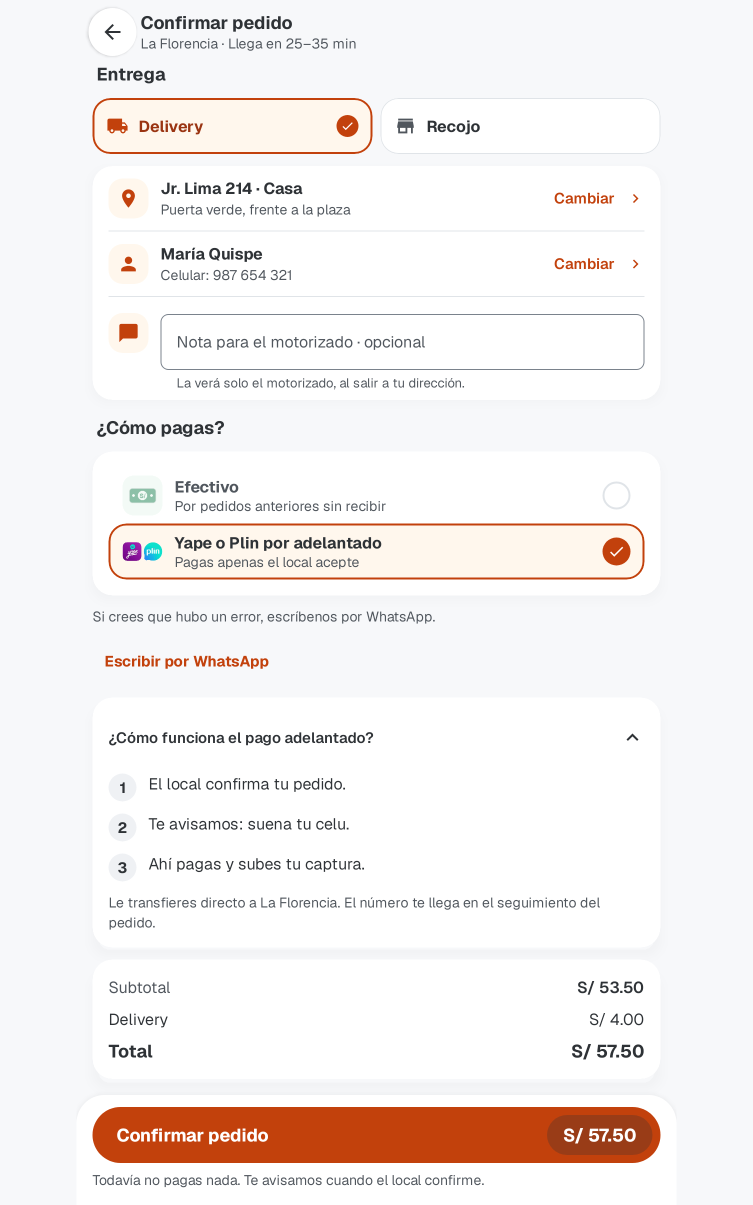 Confirmar pedido
La Florencia · Llega en 25–35 min
Entrega
Delivery
Recojo
Jr. Lima 214 · Casa
Puerta verde, frente a la plaza
Cambiar
María Quispe
Celular: 987 654 321
Cambiar
Nota para el motorizado · opcional
La verá solo el motorizado, al salir a tu dirección.
¿Cómo pagas?
Efectivo
Por pedidos anteriores sin recibir
Yape o Plin por adelantado
Pagas apenas el local acepte
Si crees que hubo un error, escríbenos por WhatsApp.
Escribir por WhatsApp
¿Cómo funciona el pago adelantado?
1 El local confirma tu pedido.
2 Te avisamos: suena tu celu.
3 Ahí pagas y subes tu captura.
Le transfieres directo a La Florencia. El número te llega en el seguimiento del
pedido.
Subtotal S/ 53.50
Delivery S/ 4.00
Total S/ 57.50
Confirmar pedido S/ 57.50
Todavía no pagas nada. Te avisamos cuando el local confirme.